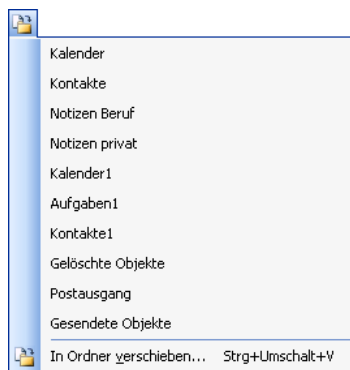 Kalender
Kontakte
Notizen Beruf
Notizen privat
Kalender1
Aufgaben1
Kontakte1
Gelöschte Objekte
Postausgang
Gesendete Objekte
In Ordner verschieben... Strg+Umschalt+V